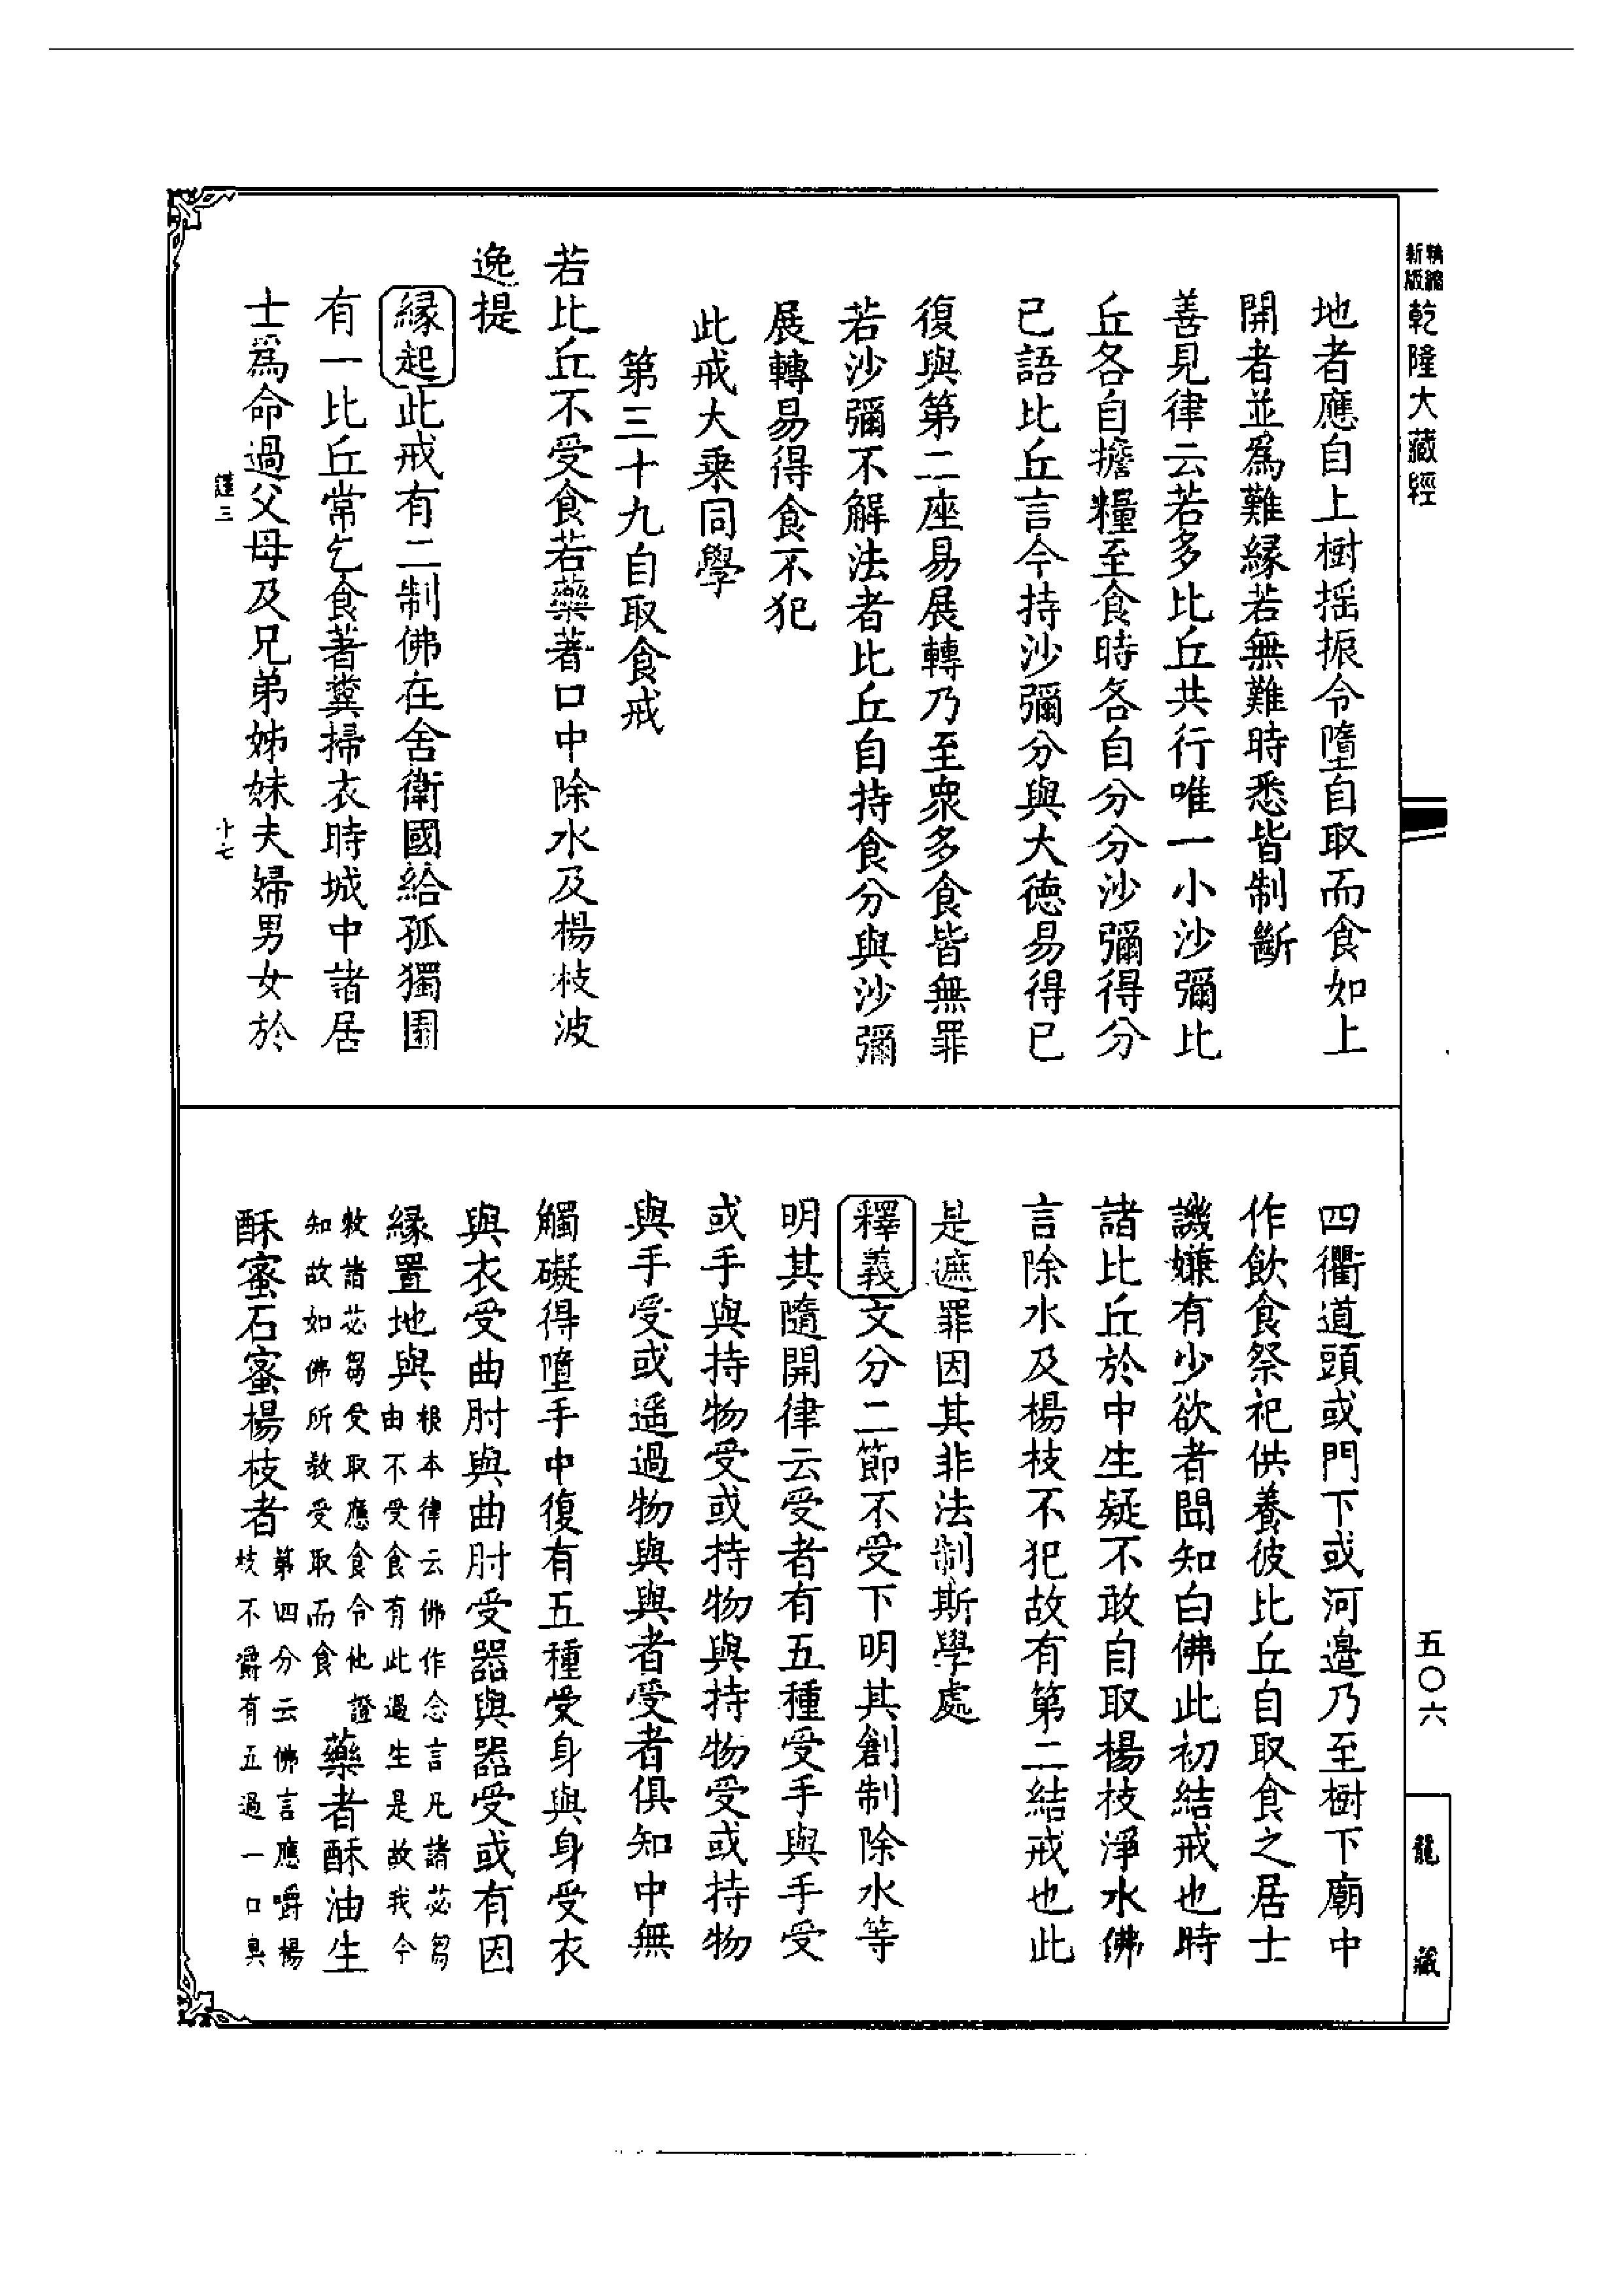 精縮新版
乾隆大藏經
地者應自上樹揺振令墮自取而食如上
開者並爲難緣若無難時悉皆制斷
善見律云若多比丘共行唯一小沙彌比
丘各自擔糧至食時各自分分沙彌得分
已語比丘言今持沙彌分與大德易得已
復與第二座易展轉乃至衆多食皆無罪
若沙彌不解法者比丘自持食分與沙彌
展轉易得食不犯
此戒大乘同學
第三十九自取食戒
若比丘不受食若藥著口中除水及楊枝波
逸提
緣起此戒有二制佛在舍衛國給孤獨園
有一比丘常乞食著糞掃衣時城中諸居
士爲命過父母及兄弟姊妹夫婦男女於
十七
四衢道頭或門下或河邊乃至樹下廟中
作飲食祭祀供養彼比丘自取食之居士
譏嫌有少欲者聞知白佛此初結戒也時
諸比丘於中生疑不敢自取楊枝淨水佛
言除水及楊枝不犯故有第二結戒也此
是遮罪因其非法制斯學處
釋義文分二節不受下明其創制除水等
明其隨開律云受者有五種受手與手受
或手與持物受或持物與持物受或持物
與手受或遥過物與與者受者俱知中無
觸礙得墮手中復有五種受身與身受衣
與衣受曲肘與曲肘受器與器受或有因
緣置地與根本律云佛作念言凡諸苾芻由不受食有此過生是故我今
教諸苾芻受取應食令他證知故如佛所教受取而食藥者酥油生
酥蜜石蜜楊枝者第四分云佛言應嚼楊枝不嚼有五過一口臭
五〇六
龍藏